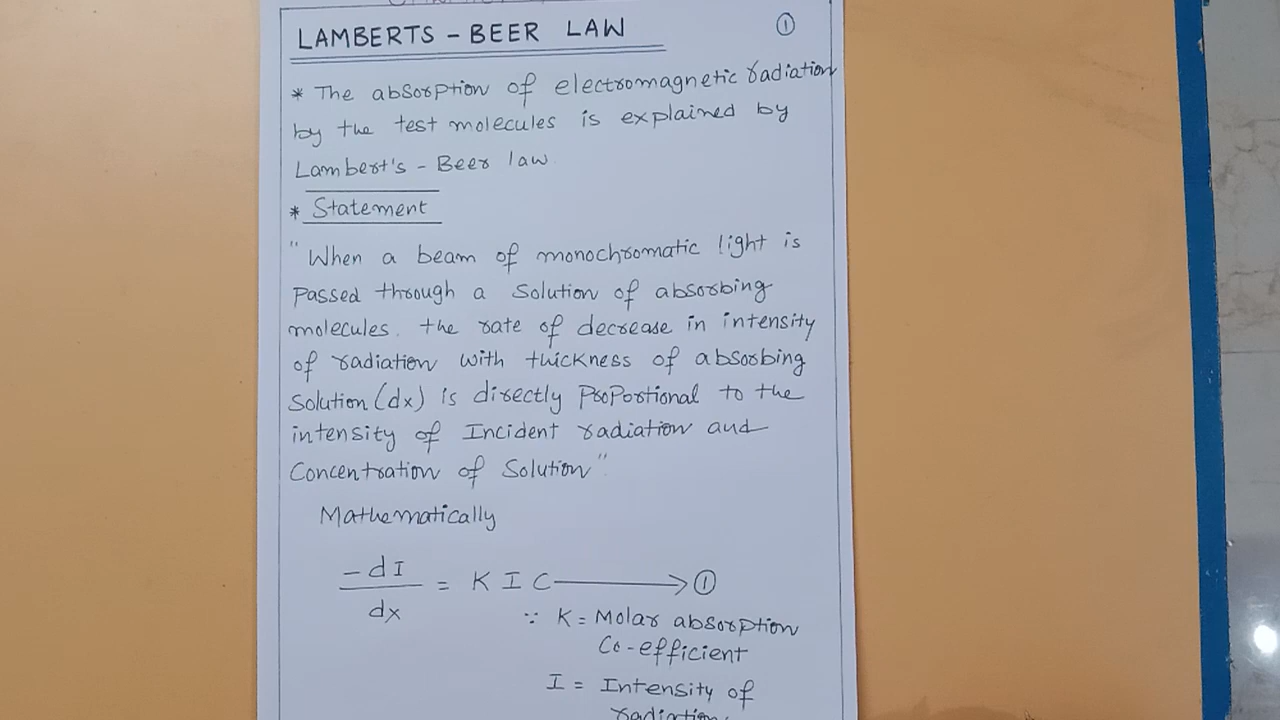 LAMBERTS - BEER LAW ①
* The absorption of electromagnetic radiation
by the test molecules is explained by
Lambert's - Beer law.
* Statement
"When a beam of monochromatic light is
passed through a solution of absorbing
molecules. the rate of decrease in intensity
of radiation with thickness of absorbing
solution (dx) is directly proportional to the
intensity of Incident radiation and
Concentration of Solution"
Mathematically
-dI/dx = K I C → ①
∵ K = Molar absorption
Co-efficient
I = Intensity of
radiation.